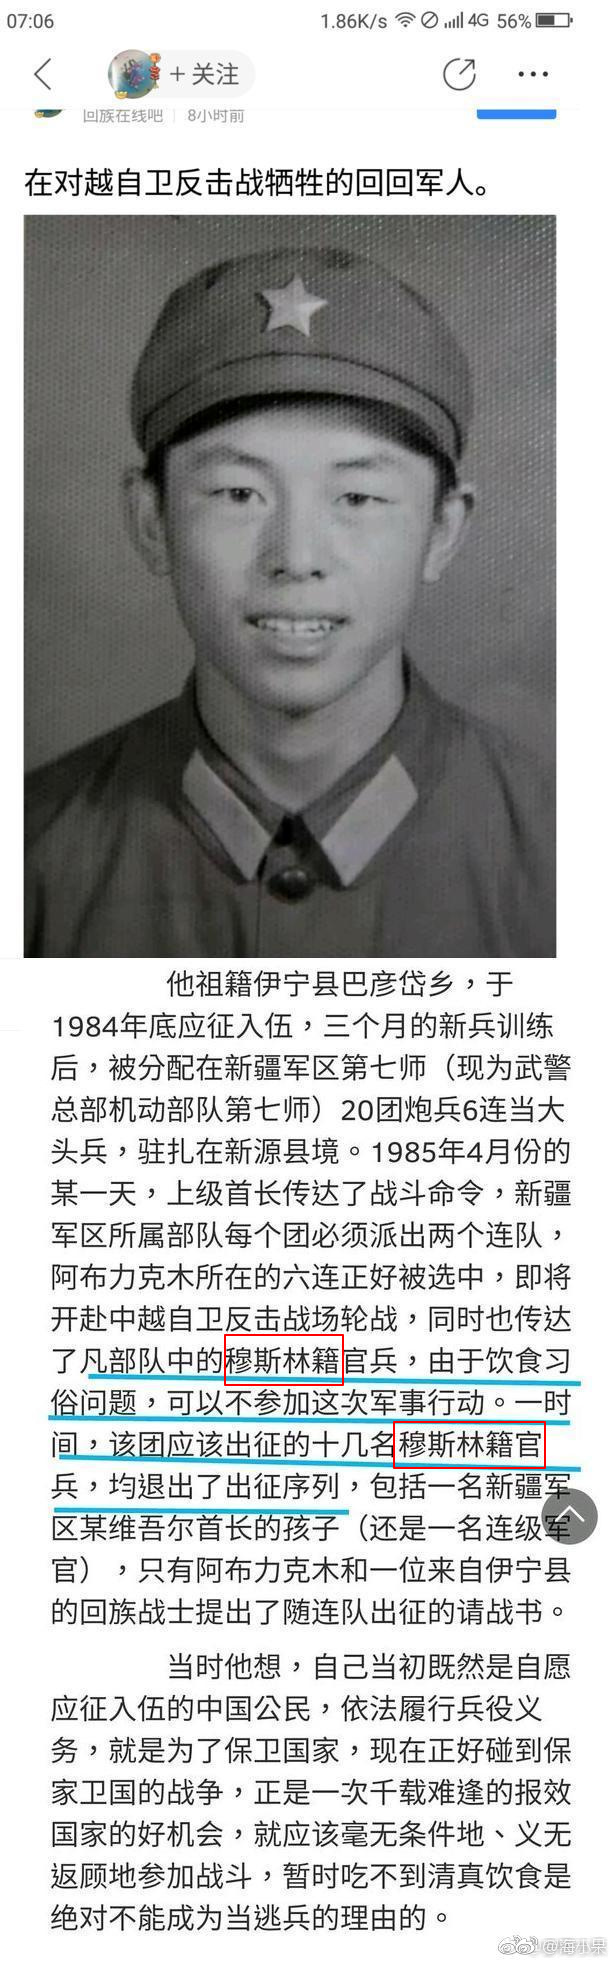 07:06
1.86K/s 4G 56%
+ 关注
回族在线吧 | 8小时前
在对越自卫反击战牺牲的回回军人。
他祖籍伊宁县巴彦岱乡，于
1984年底应征入伍，三个月的新兵训练
后，被分配在新疆军区第七师（现为武警
总部机动部队第七师）20团炮兵6连当大
头兵，驻扎在新源县境。1985年4月份的
某一天，上级首长传达了战斗命令，新疆
军区所属部队每个团必须派出两个连队，
阿布力克木所在的六连正好被选中，即将
开赴中越自卫反击战场轮战，同时也传达
了凡部队中的穆斯林籍官兵，由于饮食习
俗问题，可以不参加这次军事行动。一时
间，该团应该出征的十几名穆斯林籍官
兵，均退出了出征序列，包括一名新疆军
区某维吾尔首长的孩子（还是一名连级军
官），只有阿布力克木和一位来自伊宁县
的回族战士提出了随连队出征的请战书。
当时他想，自己当初既然是自愿
应征入伍的中国公民，依法履行兵役义
务，就是为了保卫国家，现在正好碰到保
家卫国的战争，正是一次千载难逢的报效
国家的好机会，就应该毫无条件地、义无
返顾地参加战斗，暂时吃不到清真饮食是
绝对不能成为当逃兵的理由的。